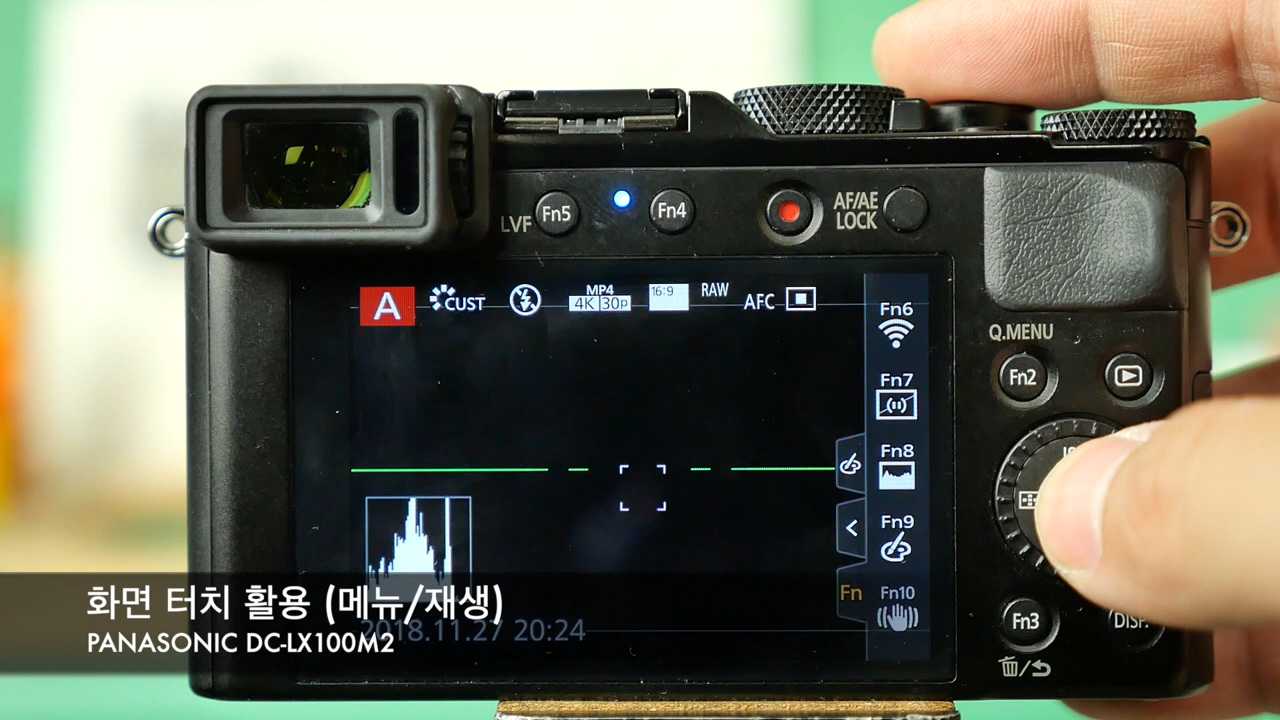 LVF Fn5 Fn4 AF/AE LOCK
A CUST MP4 4K 30p 16:9 RAW AFC
Fn6
Q.MENU
Fn2
Fn7
Fn8
Fn9
Fn Fn10
Fn3 DISP.
화면 터치 활용 (메뉴/재생)
2018.11.27 20:24
PANASONIC DC-LX100M2